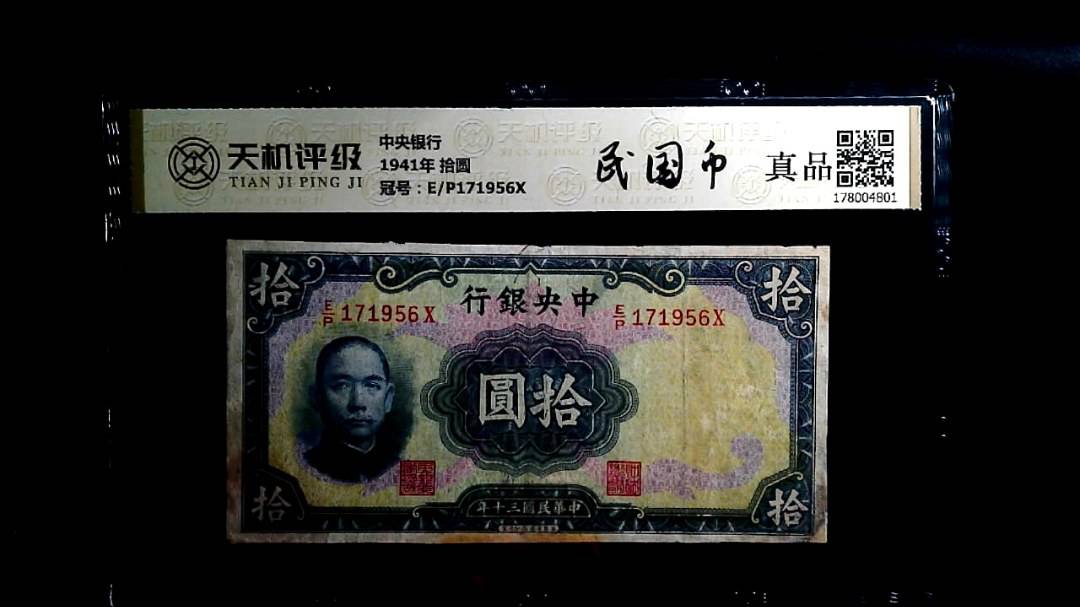 天机评级
TIAN JI PING JI
中央银行
1941年 拾圆
冠号：E/P171956X
民国币
真品
178004801
拾
拾
行銀央中
E/P 171956X
E/P 171956X
圓拾
年十三國民華中
拾
拾